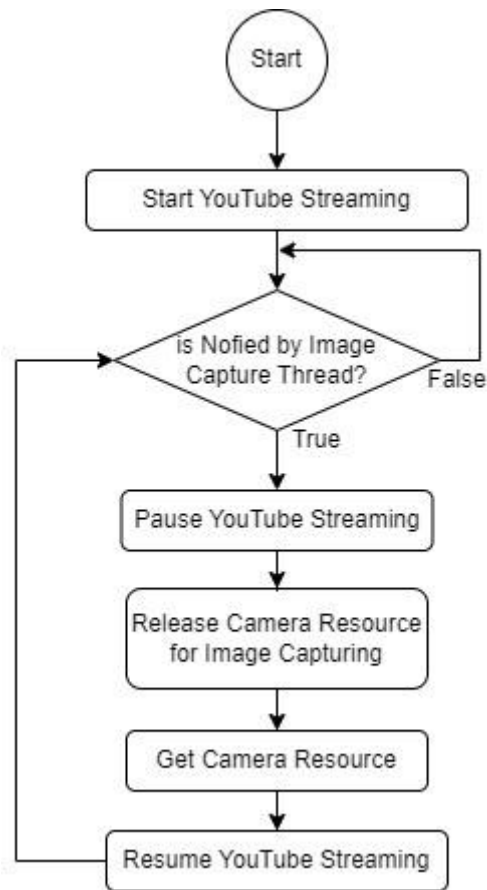 Start
Start YouTube Streaming
is Nofied by Image
Capture Thread?
False
True
Pause YouTube Streaming
Release Camera Resource
for Image Capturing
Get Camera Resource
Resume YouTube Streaming